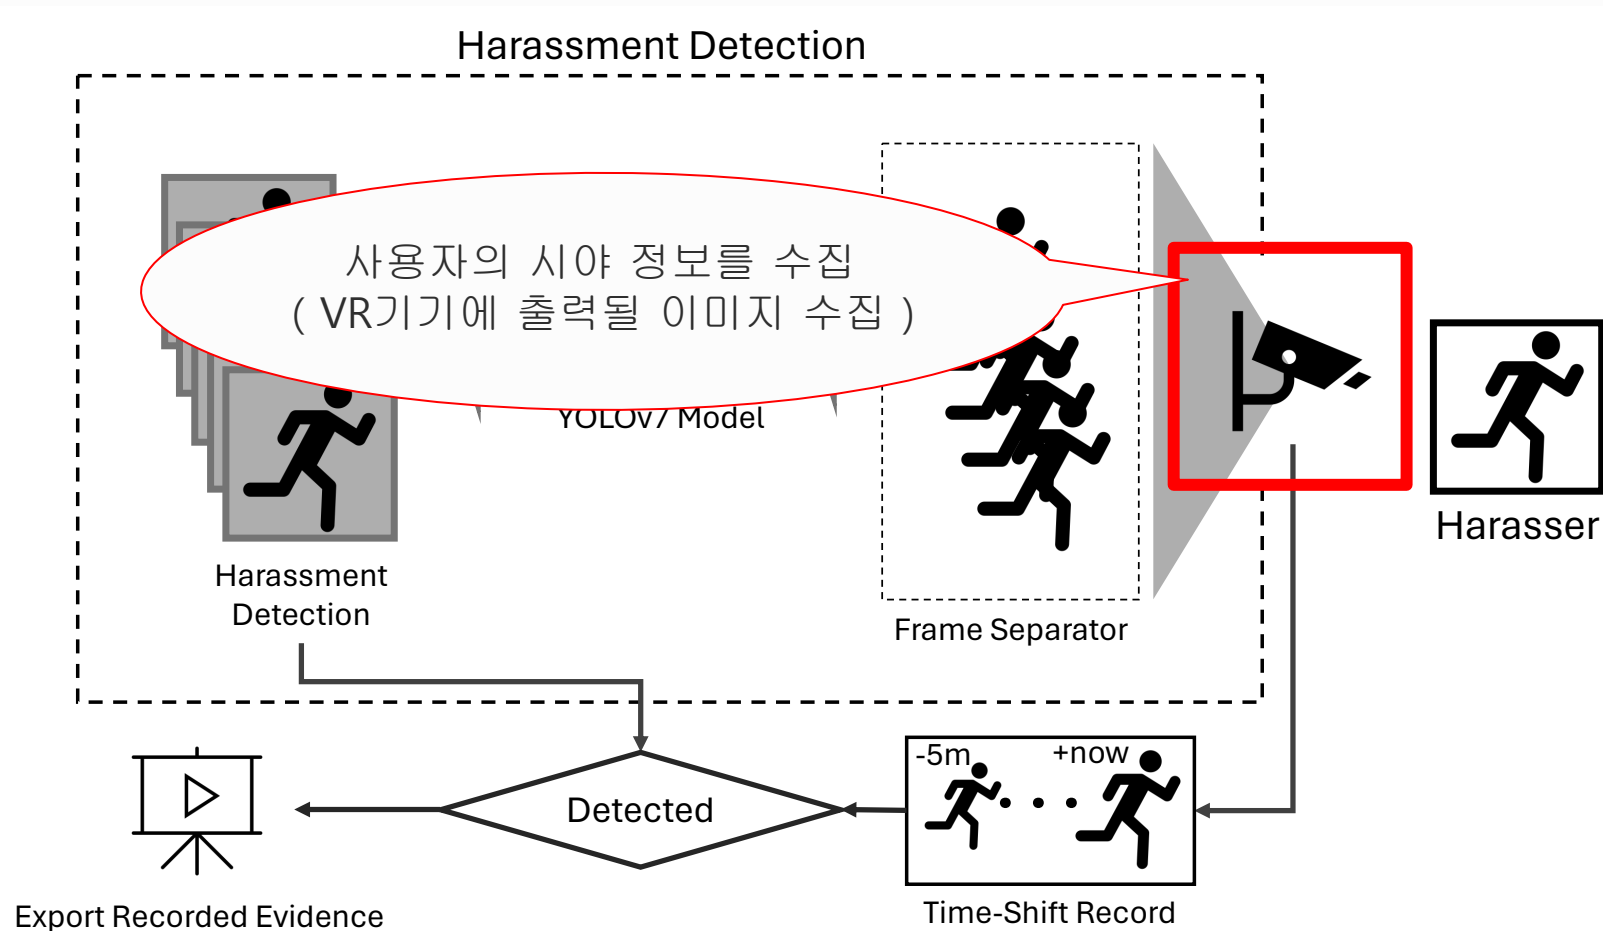 Harassment Detection
사용자의 시야 정보를 수집
( VR기기에 출력될 이미지 수집 )
YOLOv7 Model
Harasser
Harassment
Detection
Frame Separator
-5m
+now
Detected
Export Recorded Evidence
Time-Shift Record